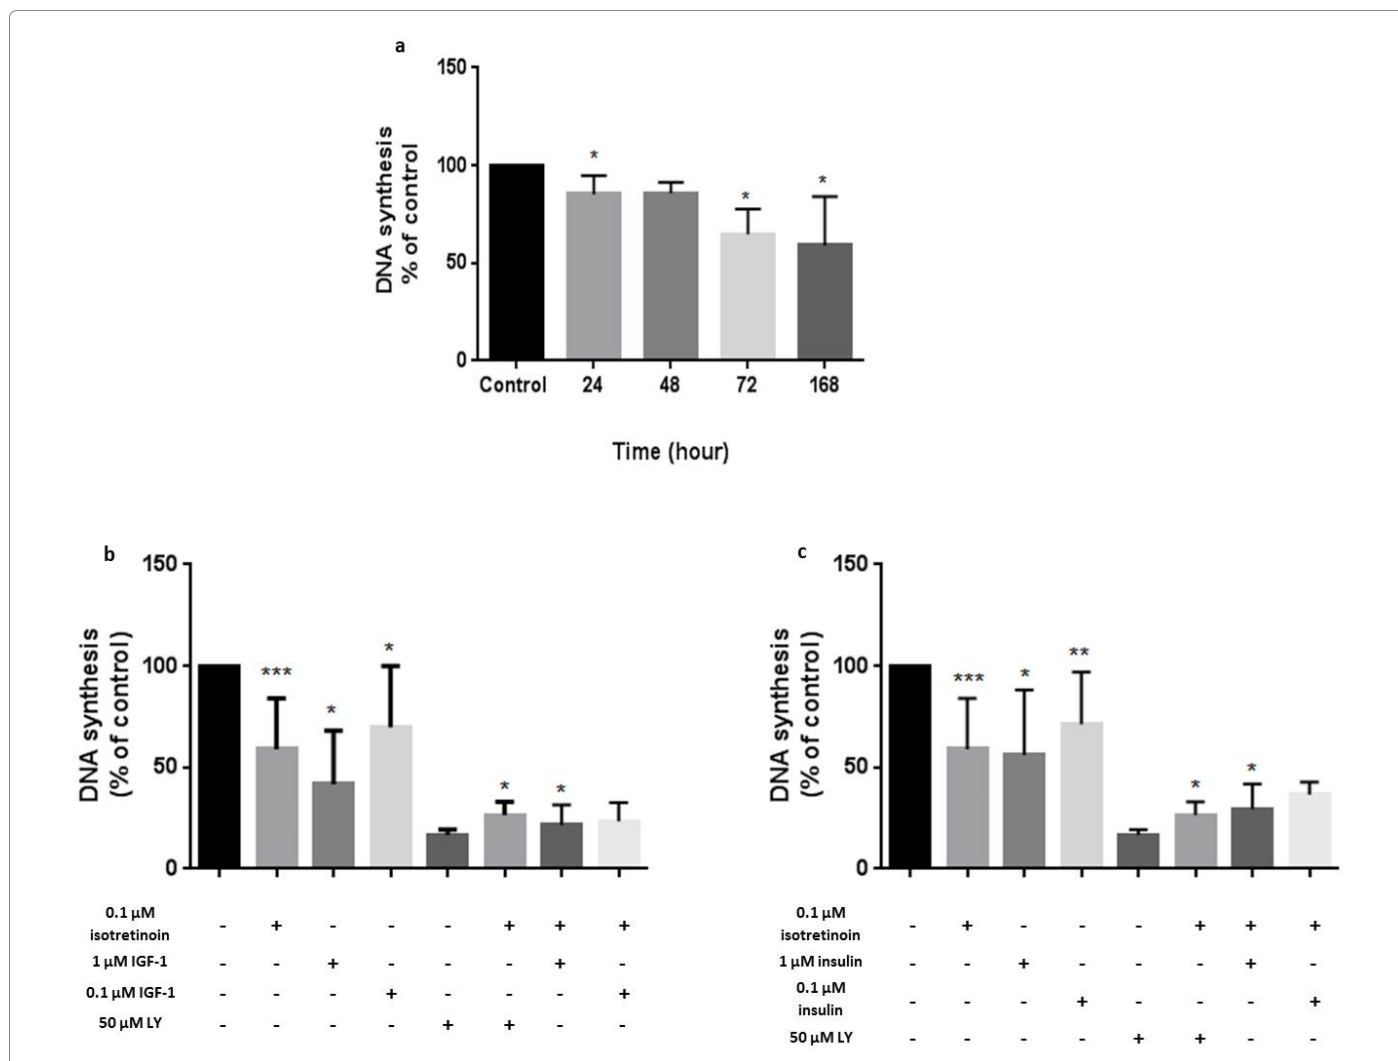 a
150
100
50
0
DNA synthesis
% of control
*
*
*
Control 24 48 72 168
Time (hour)
b
150
100
50
0
DNA synthesis
(% of control)
***
*
*
*
*
0.1 µM
isotretinoin
- + - - - + + +
1 µM IGF-1
- - + - - - + -
0.1 µM IGF-1
- - - + - - - +
50 µM LY
- - - - + + - -
c
150
100
50
0
DNA synthesis
(% of control)
***
*
**
*
*
0.1 µM
isotretinoin
- + - - - + + +
1 µM insulin
- - + - - - + -
0.1 µM
insulin
- - - + - - - +
50 µM LY
- - - - + + - -